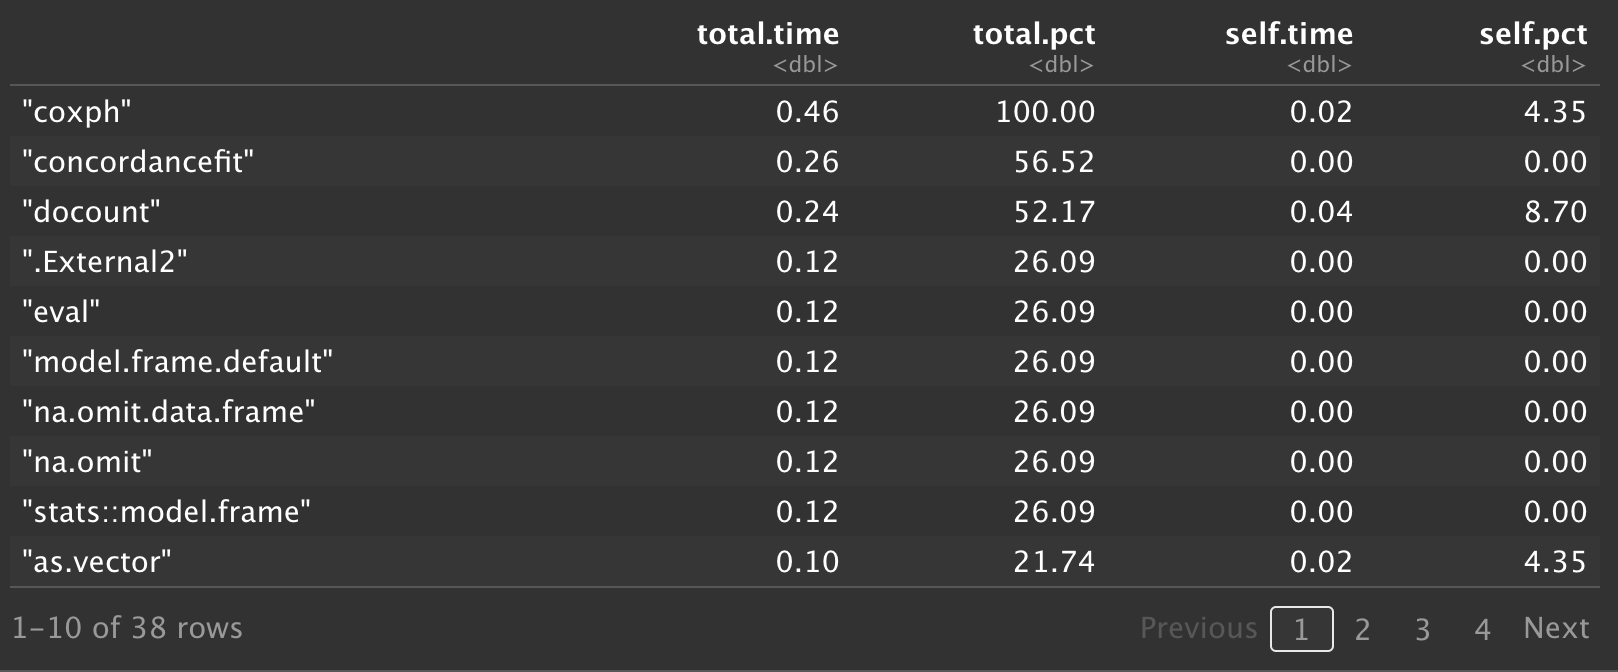 total.time total.pct self.time self.pct
<dbl> <dbl> <dbl> <dbl>
"coxph" 0.46 100.00 0.02 4.35
"concordancefit" 0.26 56.52 0.00 0.00
"docount" 0.24 52.17 0.04 8.70
".External2" 0.12 26.09 0.00 0.00
"eval" 0.12 26.09 0.00 0.00
"model.frame.default" 0.12 26.09 0.00 0.00
"na.omit.data.frame" 0.12 26.09 0.00 0.00
"na.omit" 0.12 26.09 0.00 0.00
"stats::model.frame" 0.12 26.09 0.00 0.00
"as.vector" 0.10 21.74 0.02 4.35
1-10 of 38 rows Previous 1 2 3 4 Next